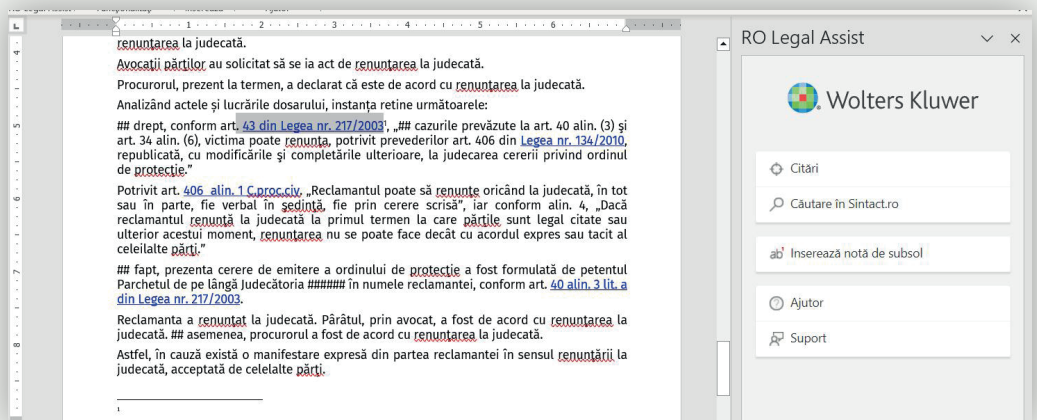 renunțarea la judecată.
Avocații părților au solicitat să se ia act de renunțarea la judecată.
Procurorul, prezent la termen, a declarat că este de acord cu renunțarea la judecată.
Analizând actele și lucrările dosarului, instanța retine următoarele:
## drept, conform art. 43 din Legea nr. 217/2003¹, „## cazurile prevăzute la art. 40 alin. (3) şi
art. 34 alin. (6), victima poate renunţa, potrivit prevederilor art. 406 din Legea nr. 134/2010,
republicată, cu modificările şi completările ulterioare, la judecarea cererii privind ordinul
de protecţie.”
Potrivit art. 406 alin. 1 C.proc.civ. „Reclamantul poate să renunțe oricând la judecată, în tot
sau în parte, fie verbal în ședință, fie prin cerere scrisă”, iar conform alin. 4, „Dacă
reclamantul renunță la judecată la primul termen la care părțile sunt legal citate sau
ulterior acestui moment, renunțarea nu se poate face decât cu acordul expres sau tacit al
celeilalte părți.”
## fapt, prezenta cerere de emitere a ordinului de protecție a fost formulată de petentul
Parchetul de pe lângă Judecătoria ###### în numele reclamantei, conform art. 40 alin. 3 lit. a
din Legea nr. 217/2003.
Reclamanta a renunțat la judecată. Pârâtul, prin avocat, a fost de acord cu renunțarea la
judecată. ## asemenea, procurorul a fost de acord cu renunțarea la judecată.
Astfel, în cauză există o manifestare expresă din partea reclamantei în sensul renunțării la
judecată, acceptată de celelalte părți.
1
RO Legal Assist
Wolters Kluwer
Citări
Căutare în Sintact.ro
Inserează notă de subsol
Ajutor
Suport